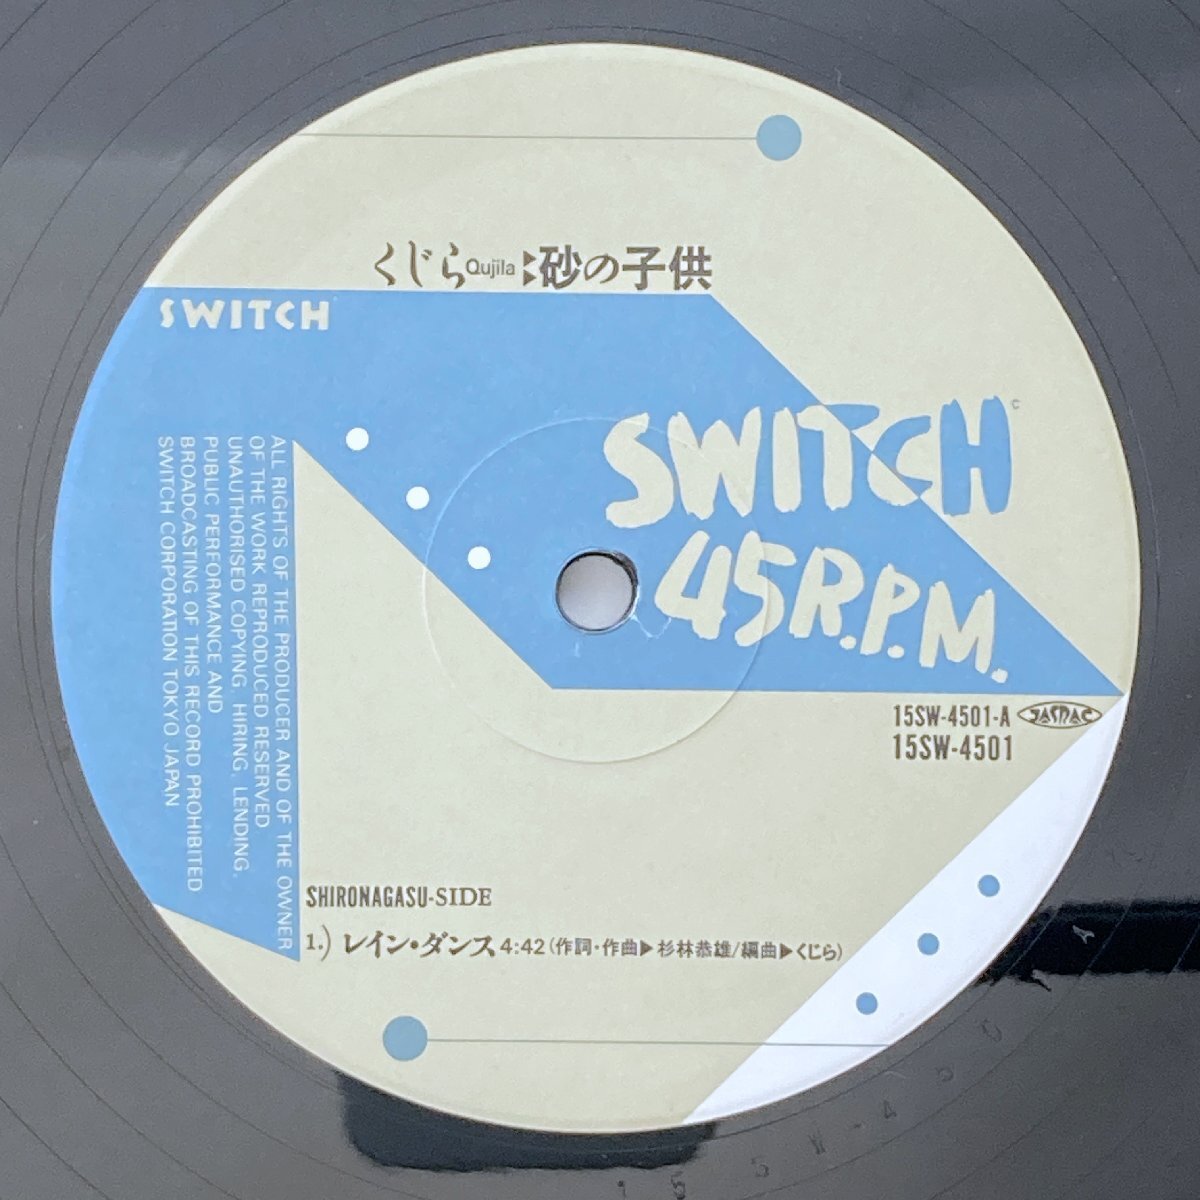 くじら Qujila 砂の子供
SWITCH
SWITCH ©
45 R.P.M.
ALL RIGHTS OF THE PRODUCER AND OF THE OWNER
OF THE WORK REPRODUCED RESERVED
UNAUTHORISED COPYING, HIRING, LENDING,
PUBLIC PERFORMANCE AND
BROADCASTING OF THIS RECORD PROHIBITED
SWITCH CORPORATION TOKYO JAPAN
15SW-4501-A JASRAC
15SW-4501
SHIRONAGASU-SIDE
1.) レイン・ダンス 4:42 (作詞・作曲▶杉林恭雄/編曲▶くじら)